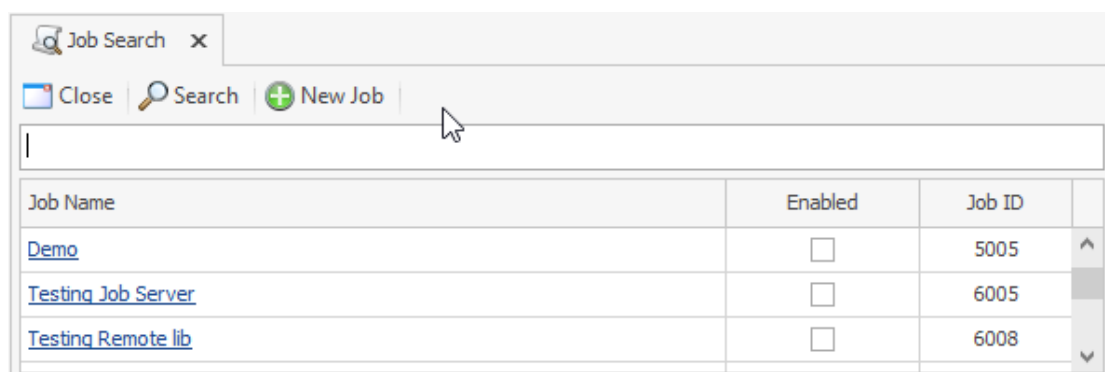 Job Search x
Close Search New Job
Job Name Enabled Job ID
Demo 5005
Testing Job Server 6005
Testing Remote lib 6008